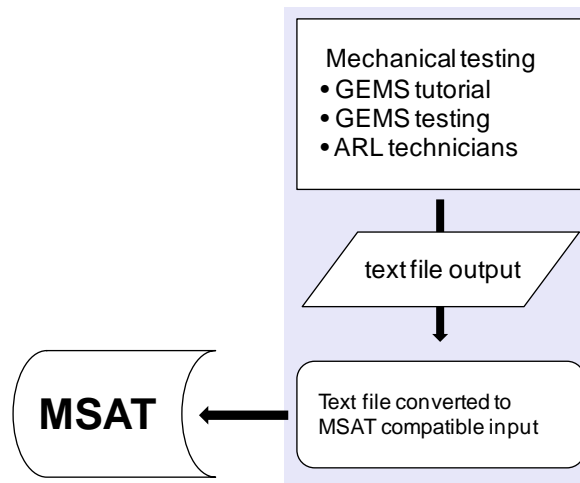 Mechanical testing
• GEMS tutorial
• GEMS testing
• ARL technicians
text file output
Text file converted to
MSAT compatible input
MSAT